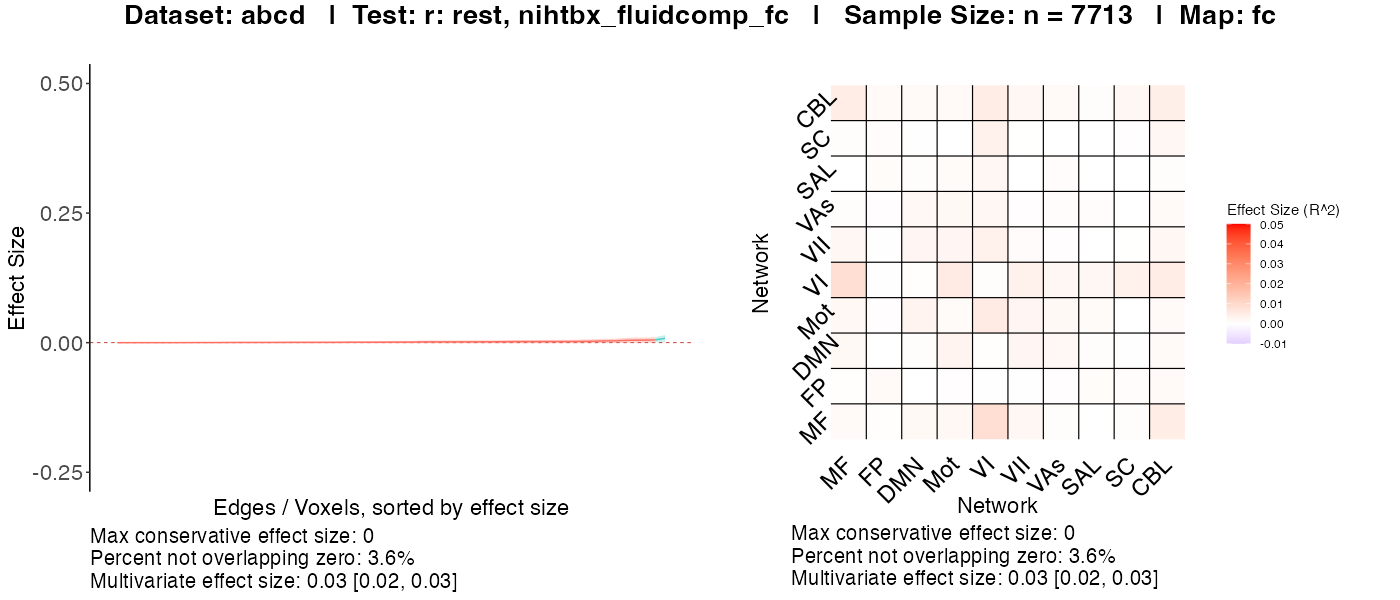 Dataset: abcd | Test: r: rest, nihtbx_fluidcomp_fc | Sample Size: n = 7713 | Map: fc
Effect Size
0.50
0.25
0.00
-0.25
Edges / Voxels, sorted by effect size
Max conservative effect size: 0
Percent not overlapping zero: 3.6%
Multivariate effect size: 0.03 [0.02, 0.03]
Network
CBL
SC
SAL
VAs
VII
VI
Mot
DMN
FP
MF
MF FP DMN Mot VI VII VAs SAL SC CBL
Network
Max conservative effect size: 0
Percent not overlapping zero: 3.6%
Multivariate effect size: 0.03 [0.02, 0.03]
Effect Size (R^2)
0.05
0.04
0.03
0.02
0.01
0.00
-0.01